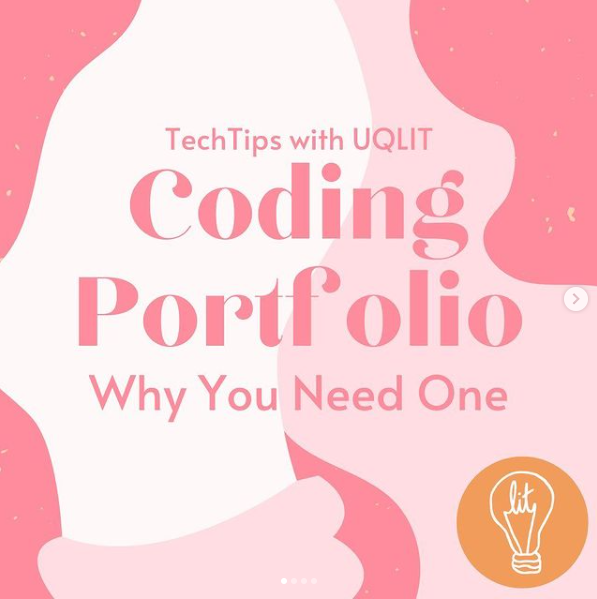 TechTips with UQLIT
Coding
Portfolio
Why You Need One
lit